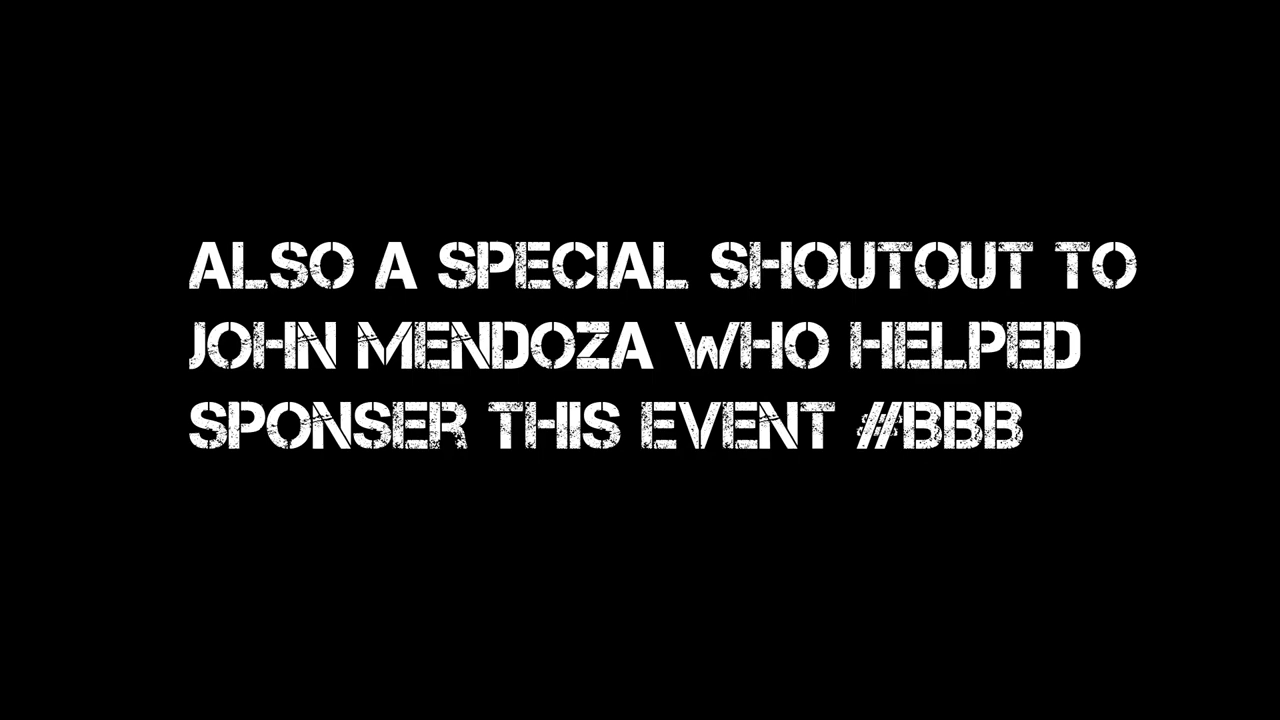 ALSO A SPECIAL SHOUTOUT TO
JOHN MENDOZA WHO HELPED
SPONSER THIS EVENT #BBB